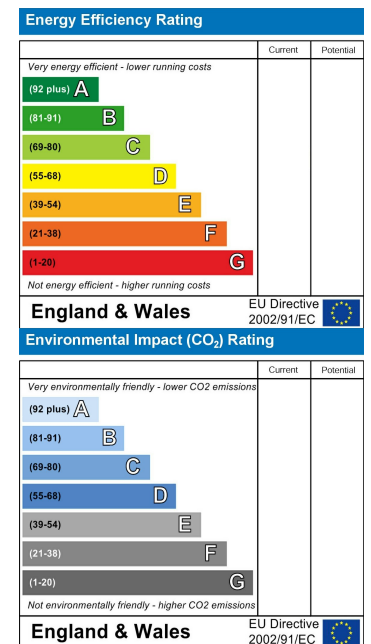 Energy Efficiency Rating
Current Potential
Very energy efficient - lower running costs
(92 plus) A
(81-91) B
(69-80) C
(55-68) D
(39-54) E
(21-38) F
(1-20) G
Not energy efficient - higher running costs
England & Wales
EU Directive
2002/91/EC
Environmental Impact (CO₂) Rating
Current Potential
Very environmentally friendly - lower CO2 emissions
(92 plus) A
(81-91) B
(69-80) C
(55-68) D
(39-54) E
(21-38) F
(1-20) G
Not environmentally friendly - higher CO2 emissions
England & Wales
EU Directive
2002/91/EC